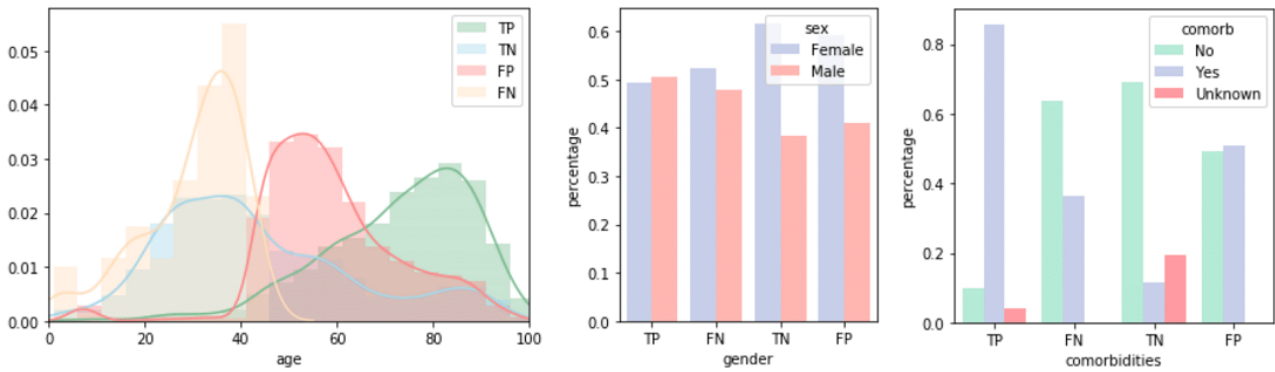 0.05
0.04
0.03
0.02
0.01
0.00
0
20
40
60
80
100
age
TP
TN
FP
FN
percentage
0.6
0.5
0.4
0.3
0.2
0.1
0.0
sex
Female
Male
TP
FN
TN
FP
gender
percentage
0.8
0.6
0.4
0.2
0.0
comorb
No
Yes
Unknown
TP
FN
TN
FP
comorbidities